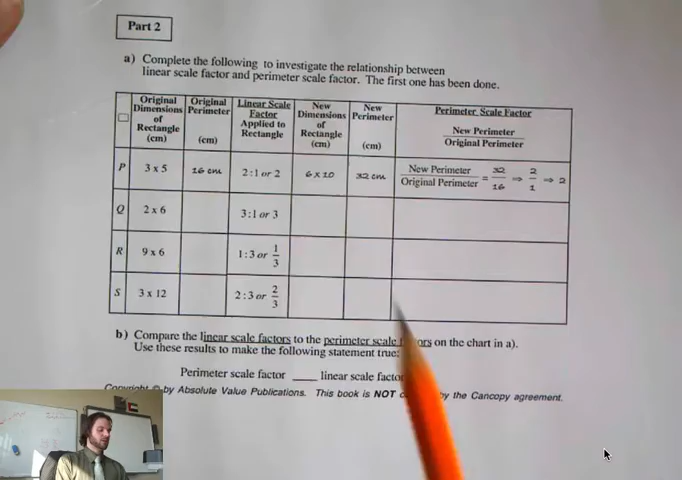 Part 2
a) Complete the following to investigate the relationship between
linear scale factor and perimeter scale factor. The first one has been done.
Original Dimensions of Rectangle (cm)
Original Perimeter (cm)
Linear Scale Factor Applied to Rectangle
New Dimensions of Rectangle (cm)
New Perimeter (cm)
Perimeter Scale Factor
New Perimeter
Original Perimeter
P 3 x 5 16 cm 2:1 or 2 6 x 10 32 cm New Perimeter / Original Perimeter = 32/16 ⇒ 2/1 ⇒ 2
Q 2 x 6 3:1 or 3
R 9 x 6 1:3 or 1/3
S 3 x 12 2:3 or 2/3
b) Compare the linear scale factors to the perimeter scale on the chart in a).
Use these results to make the following statement true:
Perimeter scale factor ____ linear scale factor
Copyright © by Absolute Value Publications. This book is NOT by the Cancopy agreement.